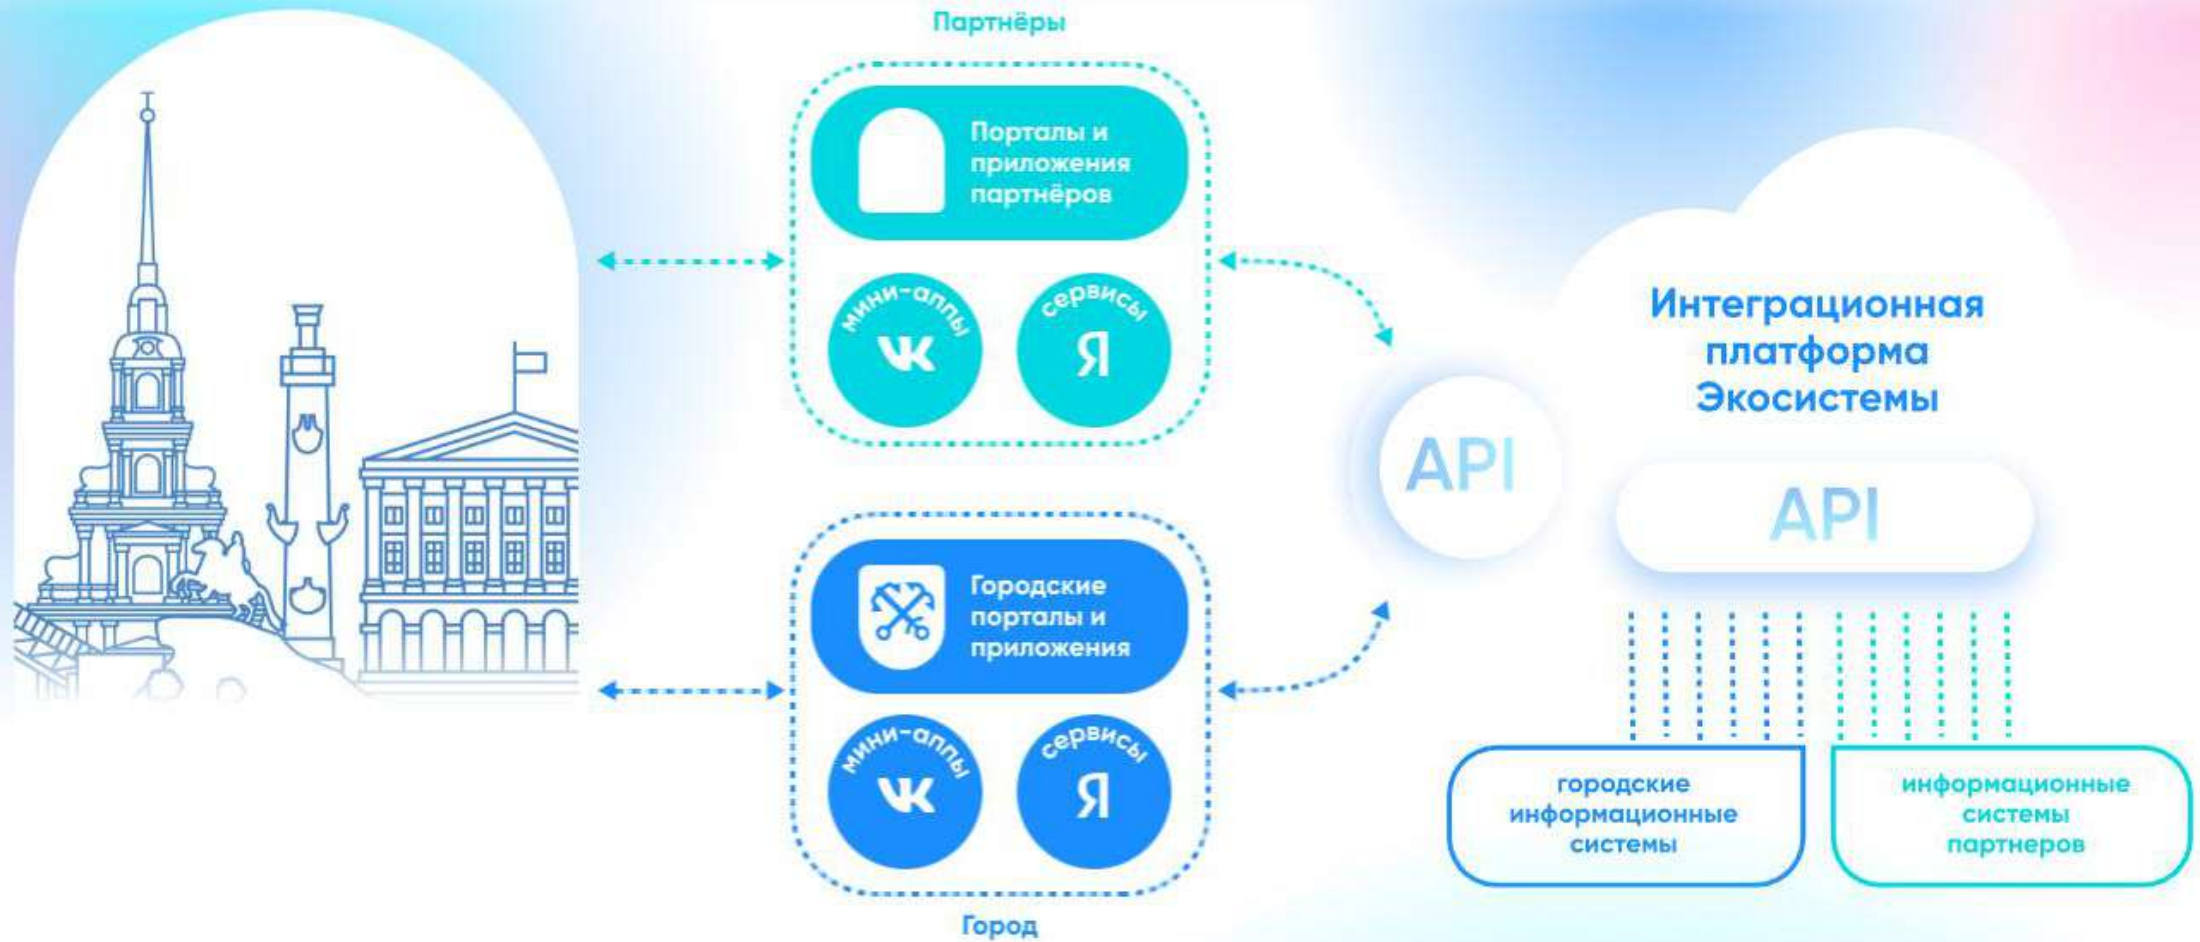 Партнёры
Порталы и
приложения
партнёров
мини-аппы
сервисы
Я
Городские
порталы и
приложения
мини-аппы
сервисы
Я
Город
API
Интеграционная
платформа
Экосистемы
API
городские
информационные
системы
информационные
системы
партнеров